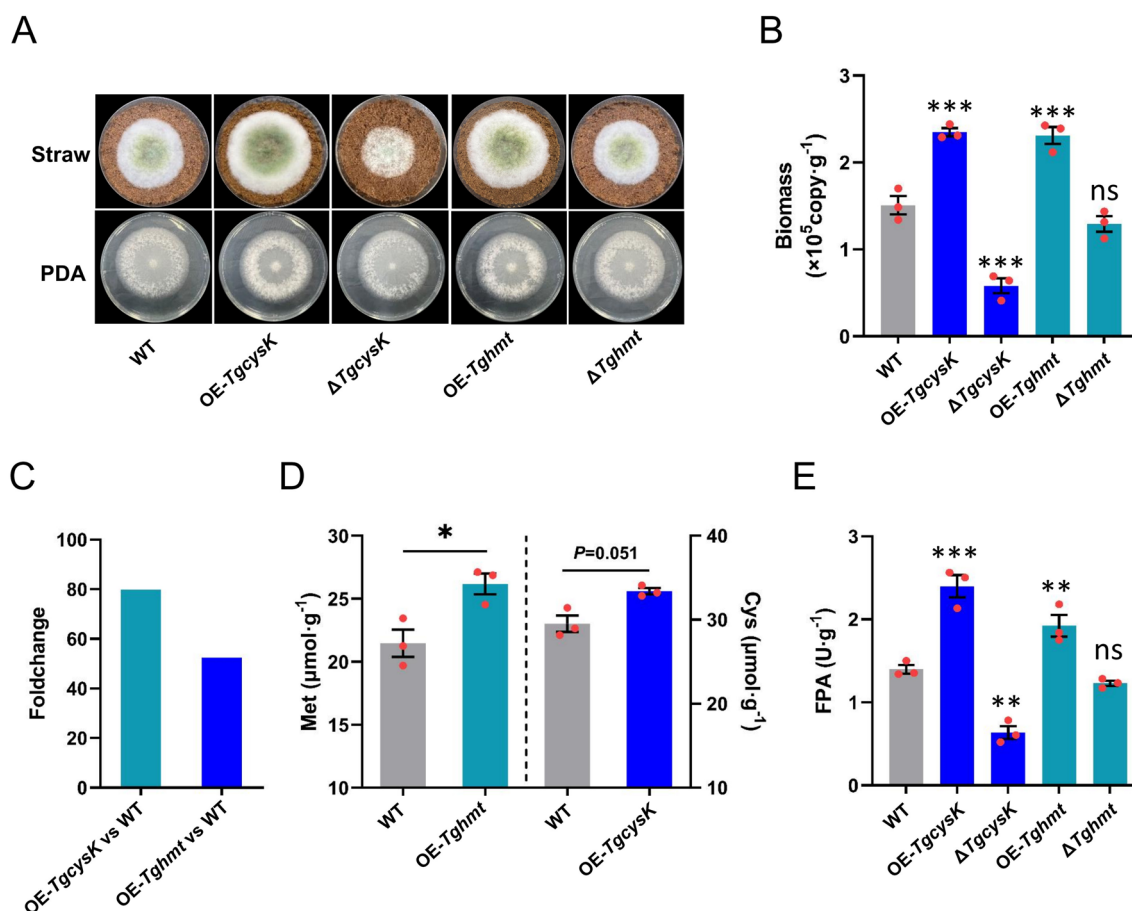 A
Straw
PDA
WT
OE-TgcysK
ΔTgcysK
OE-Tghmt
ΔTghmt
B
Biomass
(×10⁵copy·g⁻¹)
3
2
1
0
***
***
***
ns
WT
OE-TgcysK
ΔTgcysK
OE-Tghmt
ΔTghmt
C
Foldchange
100
80
60
40
20
0
OE-TgcysK vs WT
OE-Tghmt vs WT
D
Met (μmol·g⁻¹)
30
25
20
15
10
*
P=0.051
40
30
20
10
Cys (μmol·g⁻¹)
WT
OE-Tghmt
WT
OE-TgcysK
E
FPA (U·g⁻¹)
3
2
1
0
***
**
**
ns
WT
OE-TgcysK
ΔTgcysK
OE-Tghmt
ΔTghmt